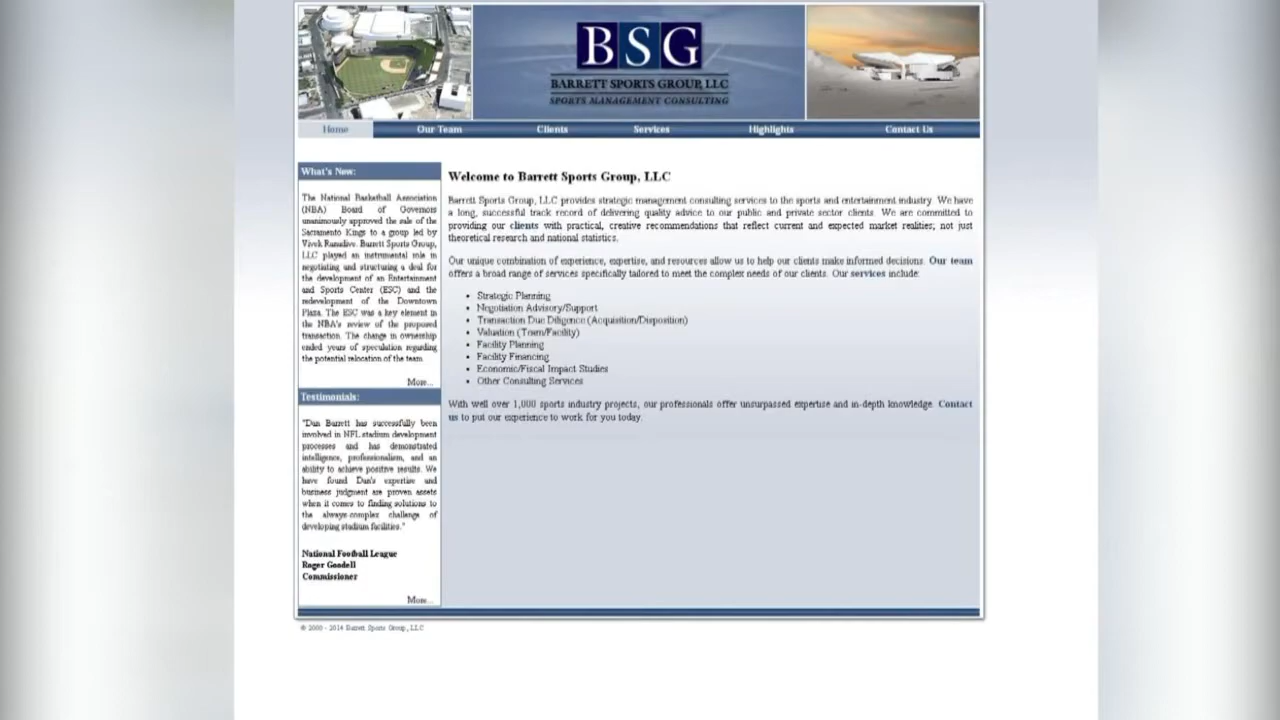 BSG
BARRETT SPORTS GROUP, LLC
SPORTS MANAGEMENT CONSULTING
Home
Our Team
Clients
Services
Highlights
Contact Us
What's New:
The National Basketball Association
(NBA) Board of Governors
unanimously approved the sale of the
Sacramento Kings to a group led by
Vivek Ranadive. Barrett Sports Group,
LLC played an instrumental role in
negotiating and structuring a deal for
the development of an Entertainment
and Sports Center (ESC) and the
redevelopment of the Downtown
Plaza. The ESC was a key element in
the NBA's review of the proposed
transaction. The change in ownership
ended years of speculation regarding
the potential relocation of the team.
More...
Testimonials:
"Dan Barrett has successfully been
involved in NFL stadium development
processes and has demonstrated
intelligence, professionalism, and an
ability to achieve positive results. We
have found Dan's expertise and
business judgment are proven assets
when it comes to finding solutions to
the always-complex challenge of
developing stadium facilities."
National Football League
Roger Goodell
Commissioner
More...
Welcome to Barrett Sports Group, LLC
Barrett Sports Group, LLC provides strategic management consulting services to the sports and entertainment industry. We have
a long, successful track record of delivering quality advice to our public and private sector clients. We are committed to
providing our clients with practical, creative recommendations that reflect current and expected market realities; not just
theoretical research and national statistics.
Our unique combination of experience, expertise, and resources allow us to help our clients make informed decisions. Our team
offers a broad range of services specifically tailored to meet the complex needs of our clients. Our services include:
• Strategic Planning
• Negotiation Advisory/Support
• Transaction Due Diligence (Acquisition/Disposition)
• Valuation (Team/Facility)
• Facility Planning
• Facility Financing
• Economic/Fiscal Impact Studies
• Other Consulting Services
With well over 1,000 sports industry projects, our professionals offer unsurpassed expertise and in-depth knowledge. Contact
us to put our experience to work for you today.
© 2000 - 2014 Barrett Sports Group, LLC